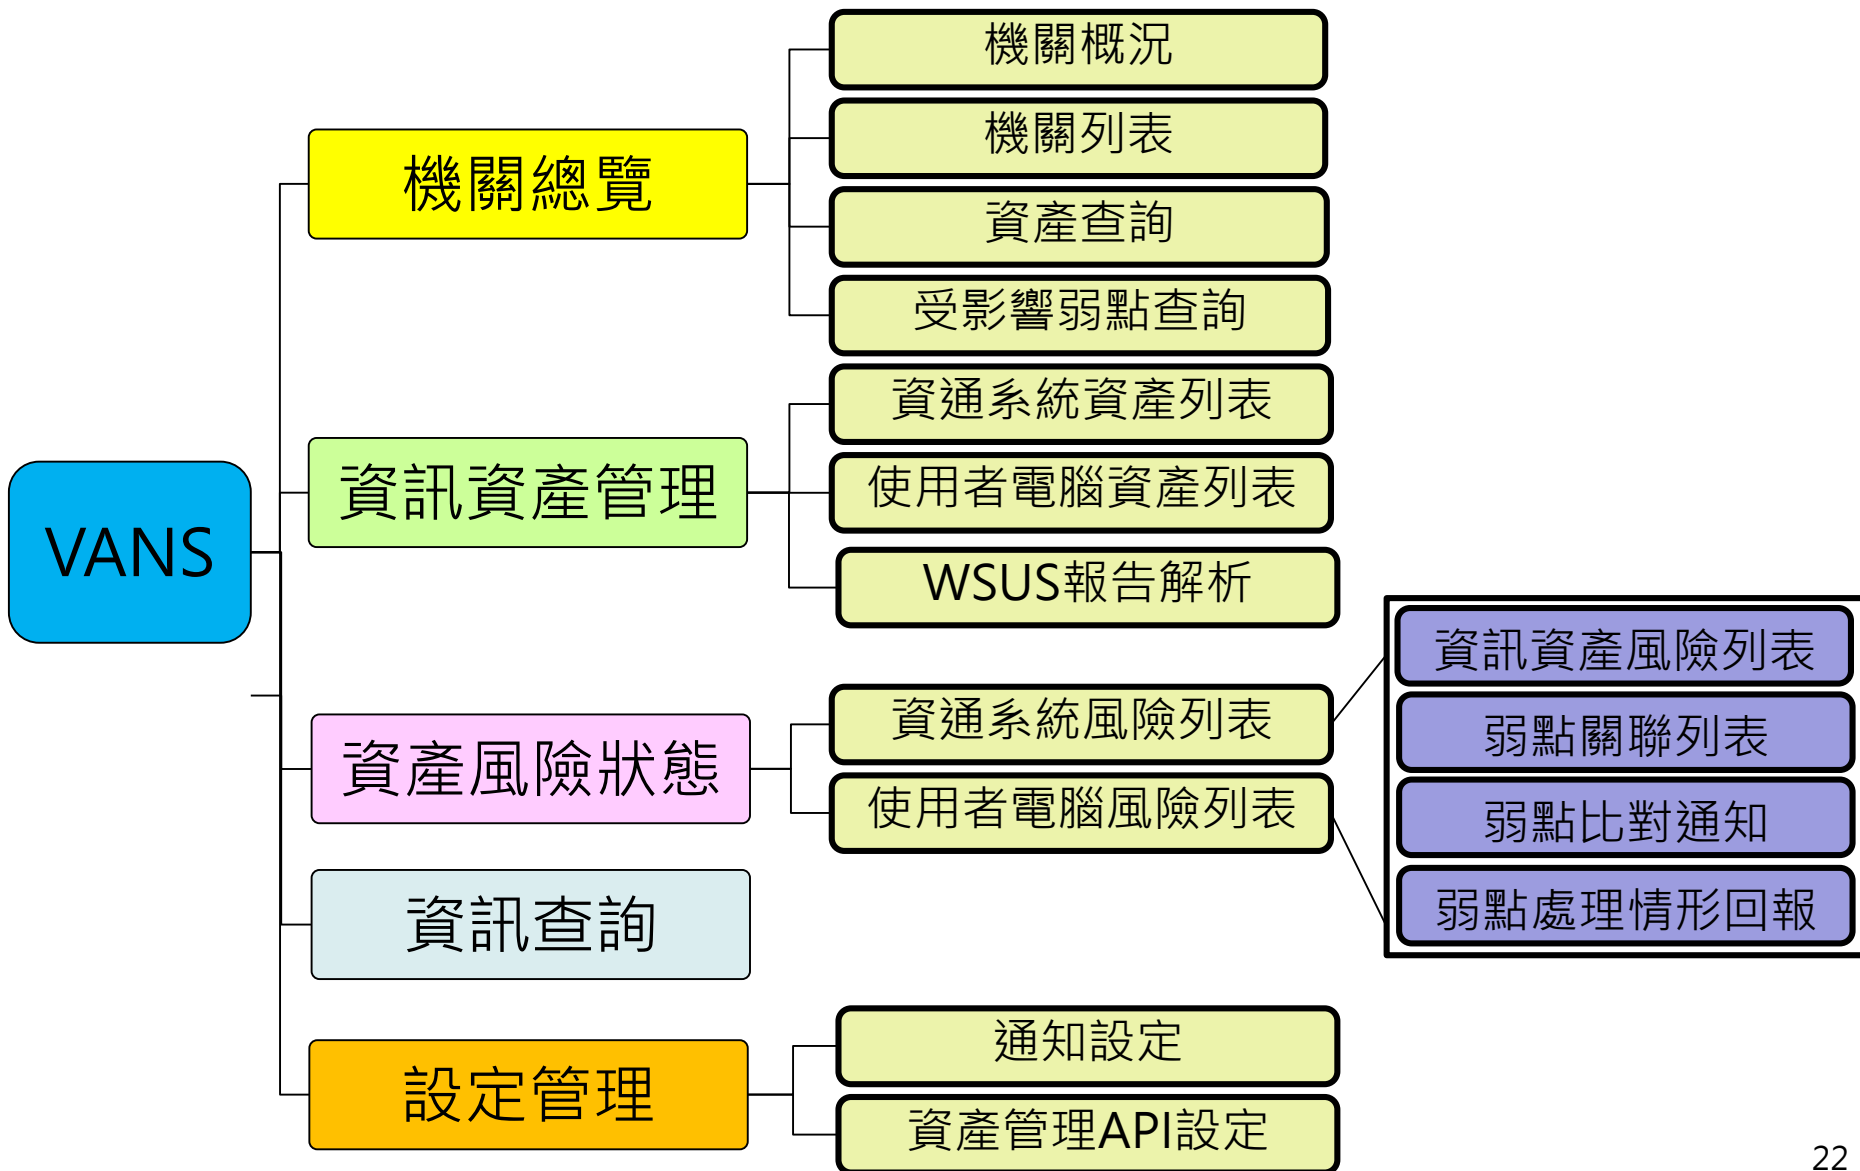 VANS
機關總覽
機關概況
機關列表
資產查詢
受影響弱點查詢
資訊資產管理
資通系統資產列表
使用者電腦資產列表
WSUS報告解析
資產風險狀態
資通系統風險列表
使用者電腦風險列表
資訊資產風險列表
弱點關聯列表
弱點比對通知
弱點處理情形回報
資訊查詢
設定管理
通知設定
資產管理API設定
22